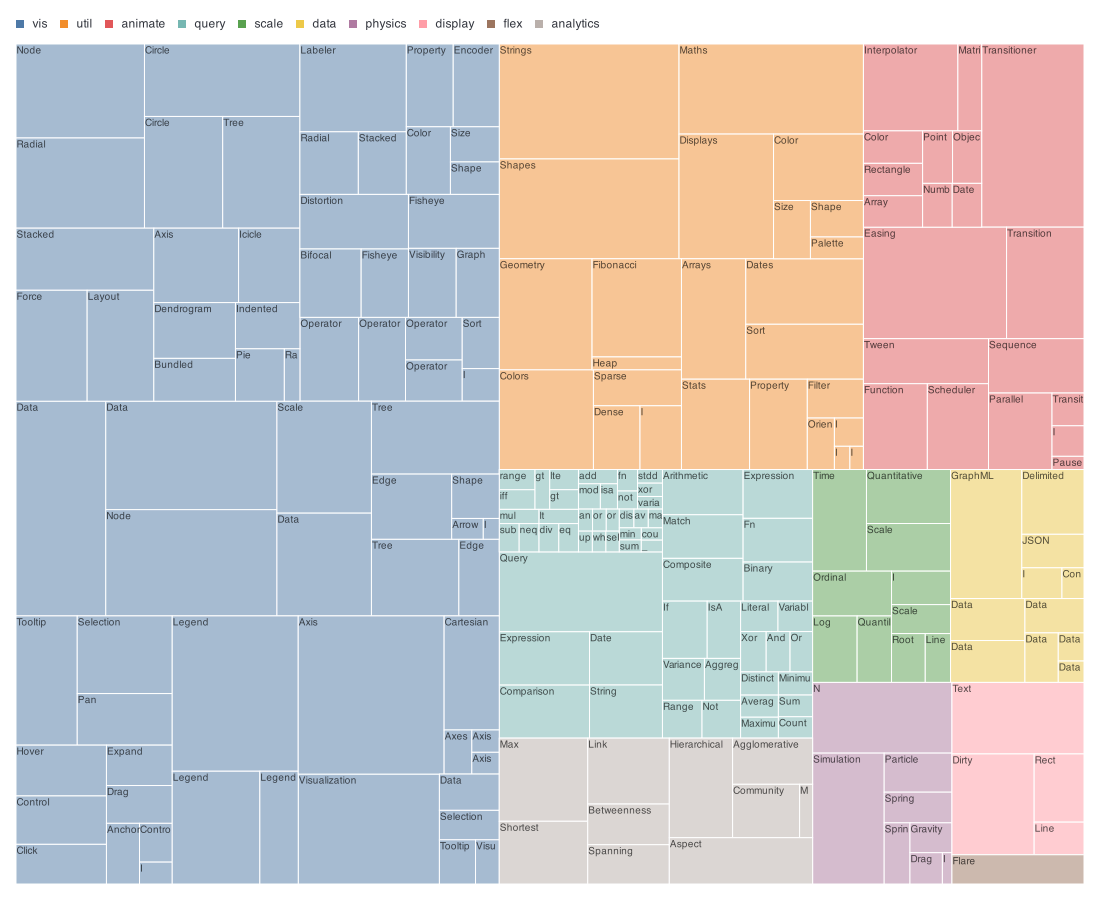 vis util animate query scale data physics display flex analytics
Node
Circle
Radial
Circle
Tree
Labeler
Property
Encoder
Radial
Stacked
Color
Size
Shape
Distortion
Fisheye
Bifocal
Fisheye
Visibility
Graph
Operator
Operator
Operator
Operator
Sort
I
Stacked
Axis
Icicle
Force
Layout
Dendrogram
Indented
Bundled
Pie
Ra
Data
Data
Node
Scale
Data
Tree
Edge
Shape
Arrow
I
Tree
Edge
Tooltip
Selection
Pan
Legend
Axis
Cartesian
Axes
Axis
Axis
Hover
Expand
Control
Drag
Click
Anchor
Contro
I
Legend
Legend
Visualization
Data
Selection
Tooltip
Visu
Strings
Maths
Shapes
Displays
Color
Size
Shape
Palette
Geometry
Fibonacci
Heap
Arrays
Dates
Sort
Colors
Sparse
Dense
I
Stats
Property
Filter
Orien
I
I
I
Interpolator
Matri
Transitioner
Color
Point
Objec
Rectangle
Array
Numb
Date
Easing
Transition
Tween
Sequence
Function
Scheduler
Parallel
Transit
I
Pause
range
gt
lte
add
fn
stdd
iff
gt
mod
isa
not
xor
varia
mul
lt
an
or
or
dis
av
ma
sub
neq
div
eq
up
wh
sel
min
cou
sum
_
Query
Expression
Date
Comparison
String
Arithmetic
Expression
Match
Fn
Composite
Binary
If
IsA
Literal
Variabl
Xor
And
Or
Variance
Aggreg
Distinct
Minimu
Range
Not
Averag
Sum
Maximu
Count
Time
Quantitative
Scale
Ordinal
I
Scale
Log
Quantil
Root
Line
GraphML
Delimited
JSON
I
Con
Data
Data
Data
Data
Data
Data
Max
Link
Hierarchical
Agglomerative
Betweenness
Community
M
Shortest
Spanning
Aspect
N
Simulation
Particle
Spring
Sprin
Gravity
Drag
I
Text
Dirty
Rect
Line
Flare